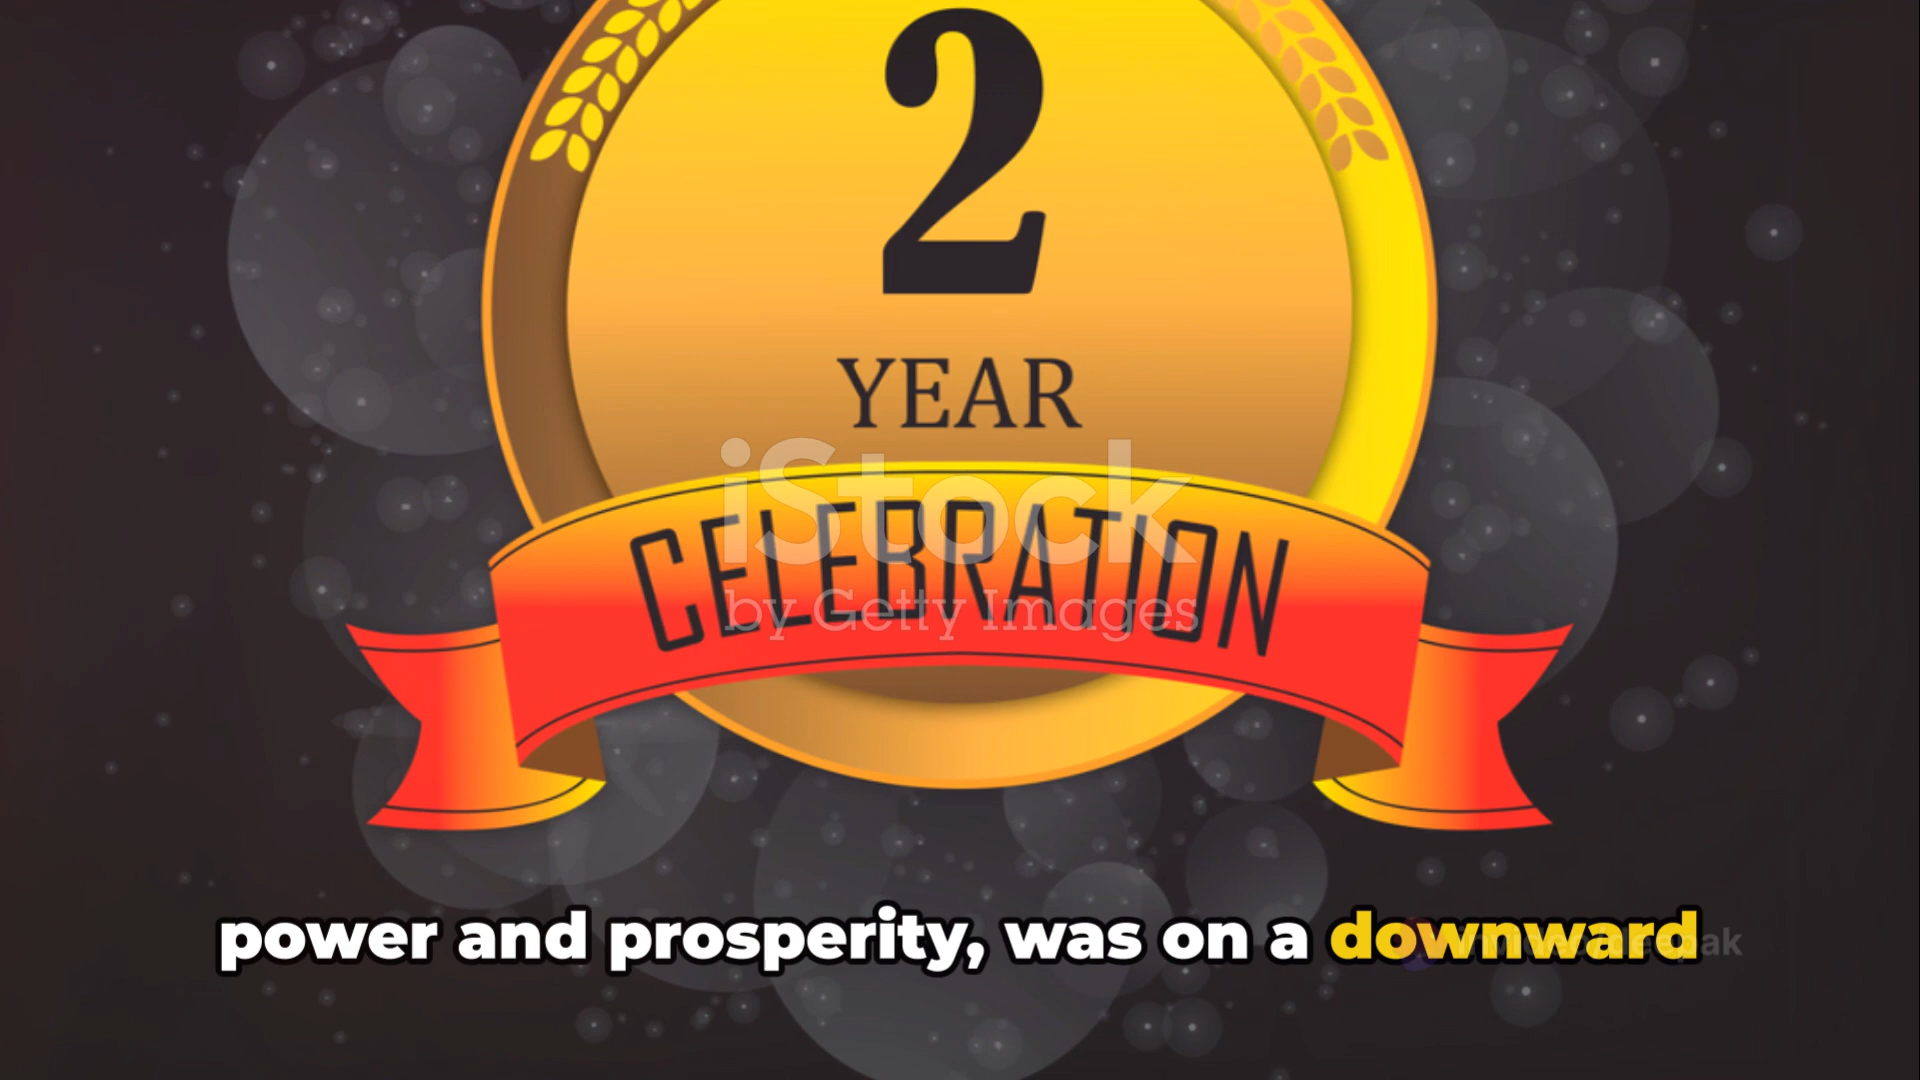 2
YEAR
iStock
CELEBRATION
by Getty Images
power and prosperity, was on a downward